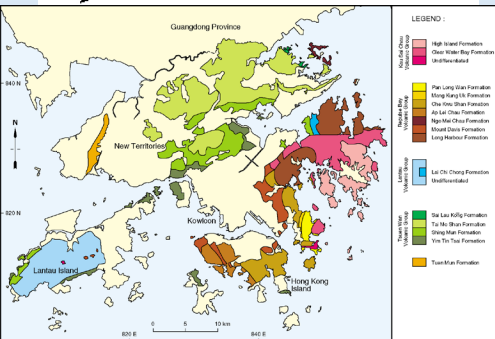 LEGEND :
Guangdong Province
Kau Sai Chau
Volcanic Group
High Island Formation
Clear Water Bay Formation
Undifferentiated
840 N
Repulse Bay
Volcanic Group
Pan Long Wan Formation
Mang Kung Uk Formation
Che Kwu Shan Formation
Ap Lei Chau Formation
Ngo Mei Chau Formation
Mount Davis Formation
Long Harbour Formation
N
New Territories
Lantau
Volcanic Group
Lai Chi Chong Formation
Undifferentiated
820 N
Kowloon
Tsuen Wan
Volcanic Group
Sai Lau Kong Formation
Tai Mo Shan Formation
Shing Mun Formation
Yim Tin Tsai Formation
Tuen Mun Formation
Lantau Island
Hong Kong
Island
0 5 10 km
820 E
840 E